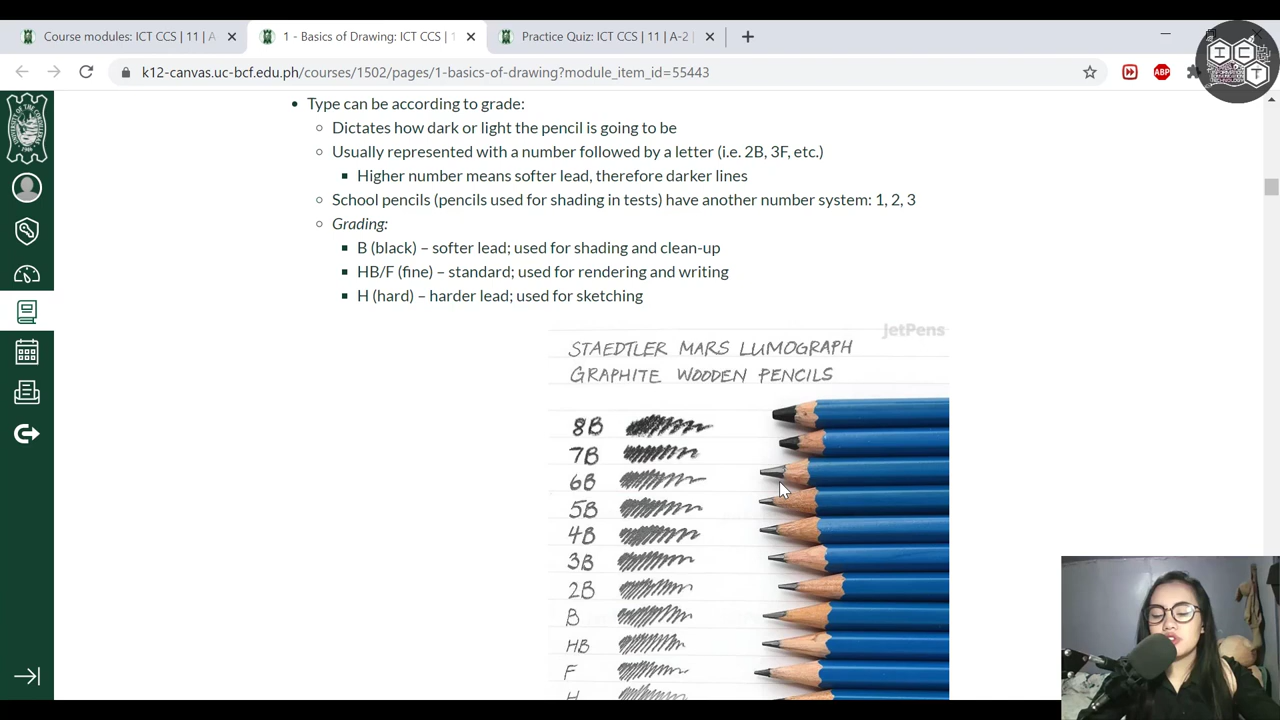 Course modules: ICT CCS | 11 | A
1 - Basics of Drawing: ICT CCS | 1
Practice Quiz: ICT CCS | 11 | A-2 |
k12-canvas.uc-bcf.edu.ph/courses/1502/pages/1-basics-of-drawing?module_item_id=55443
ABP
ICT
Type can be according to grade:
Dictates how dark or light the pencil is going to be
Usually represented with a number followed by a letter (i.e. 2B, 3F, etc.)
Higher number means softer lead, therefore darker lines
School pencils (pencils used for shading in tests) have another number system: 1, 2, 3
Grading:
B (black) – softer lead; used for shading and clean-up
HB/F (fine) – standard; used for rendering and writing
H (hard) – harder lead; used for sketching
JetPens
STAEDTLER MARS LUMOGRAPH
GRAPHITE WOODEN PENCILS
8B
7B
6B
5B
4B
3B
2B
B
HB
F
H